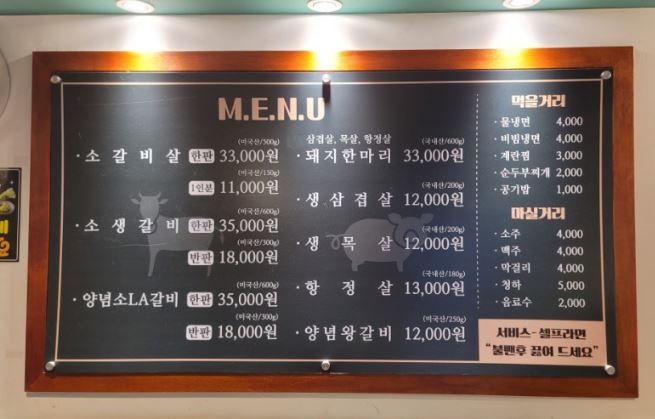 M.E.N.U
(미국산/500g)
소갈비살 한판 33,000원
(미국산/150g)
1인분 11,000원
(미국산/600g)
소생갈비 한판 35,000원
(미국산/300g)
반판 18,000원
(미국산/600g)
양념소LA갈비 한판 35,000원
(미국산/300g)
반판 18,000원
삼겹살, 목살, 항정살 (국내산/600g)
돼지한마리 33,000원
(국내산/200g)
생삼겹살 12,000원
(국내산/200g)
생목살 12,000원
(국내산/180g)
항정살 13,000원
(미국산/250g)
양념왕갈비 12,000원
먹을거리
물냉면 4,000
비빔냉면 4,000
계란찜 3,000
순두부찌개 2,000
공기밥 1,000
마실거리
소주 4,000
맥주 4,000
막걸리 4,000
청하 5,000
음료수 2,000
서비스-셀프라면
"불뺀후 끓여 드세요"